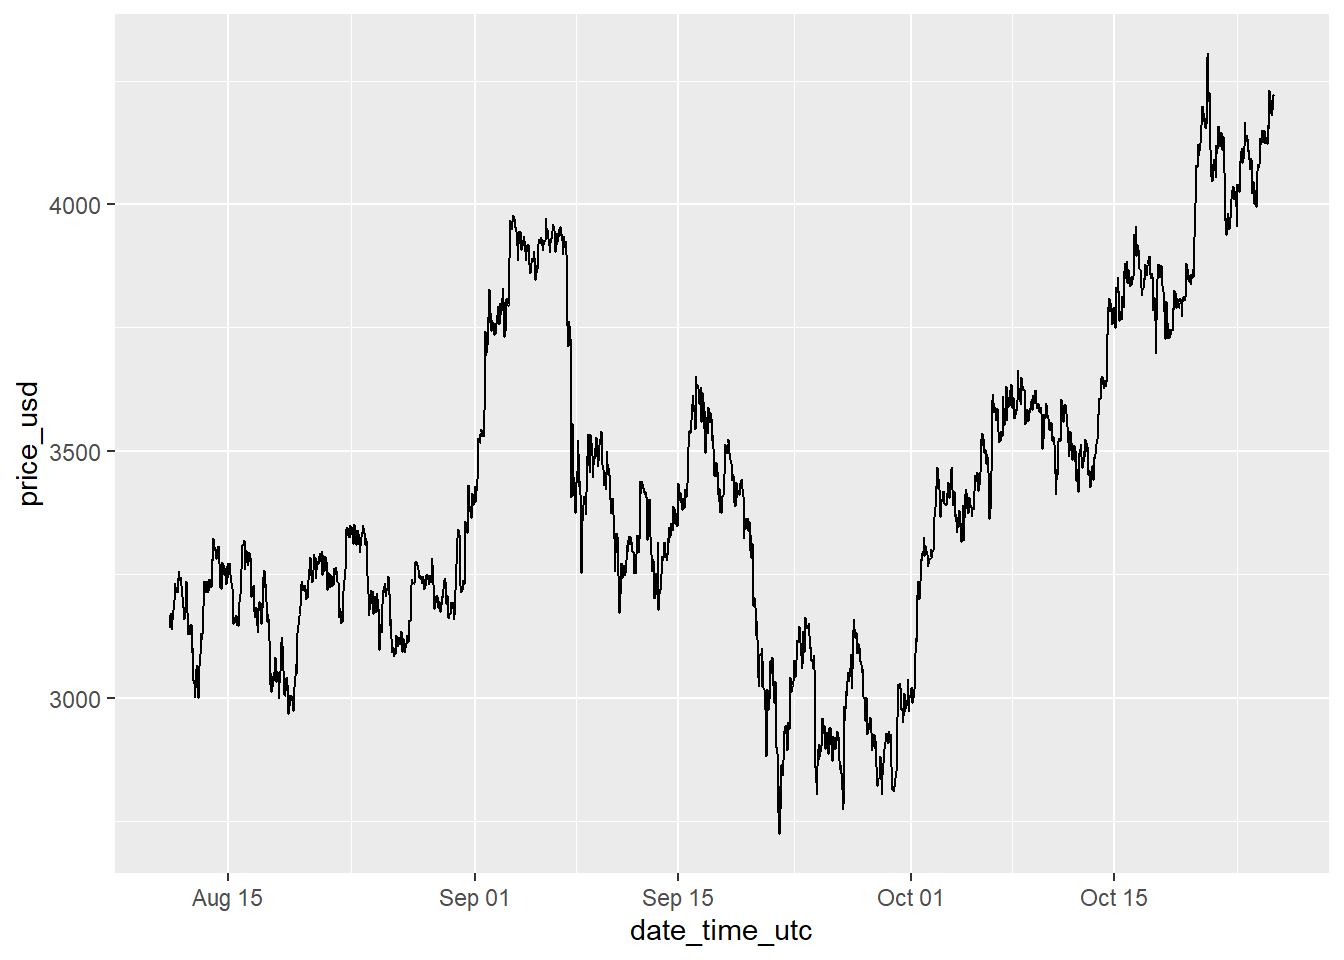 4000
3500
3000
price_usd
Aug 15
Sep 01
Sep 15
Oct 01
Oct 15
date_time_utc